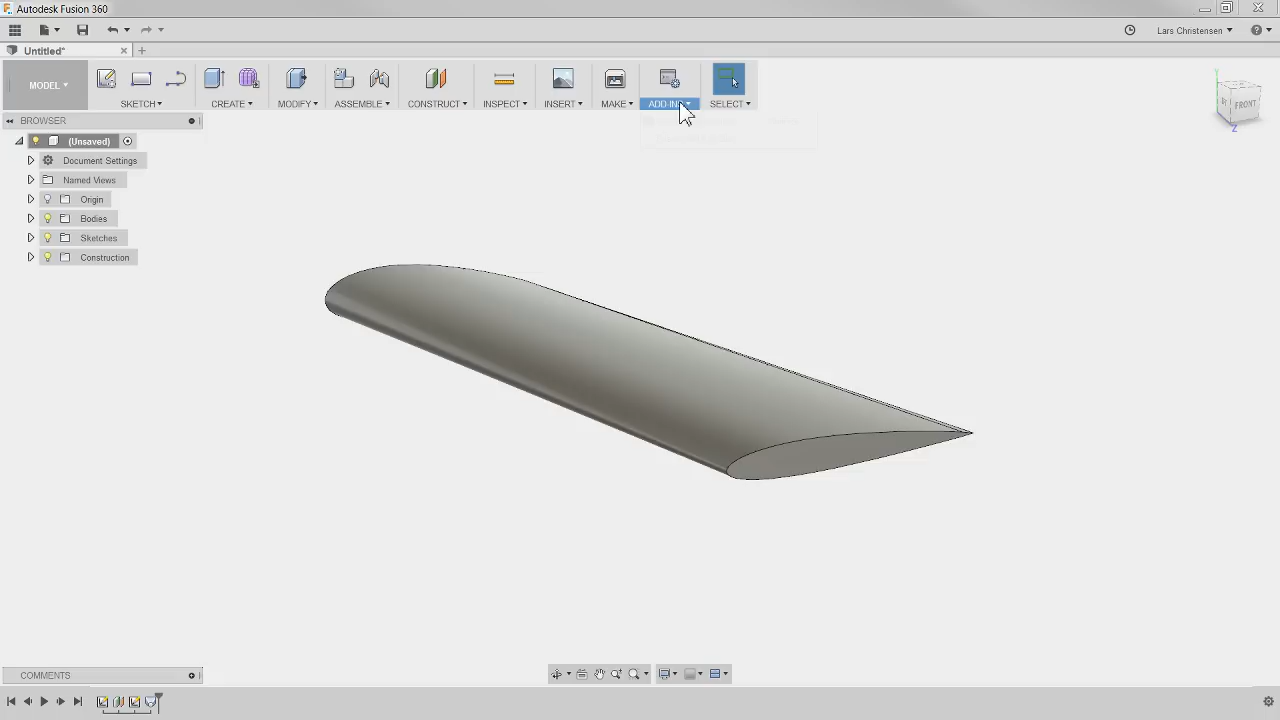 Autodesk Fusion 360
Lars Christensen
Untitled*
MODEL
SKETCH
CREATE
MODIFY
ASSEMBLE
CONSTRUCT
INSPECT
INSERT
MAKE
ADD-INS
SELECT
FRONT
Z
BROWSER
(Unsaved)
Document Settings
Named Views
Origin
Bodies
Sketches
Construction
COMMENTS